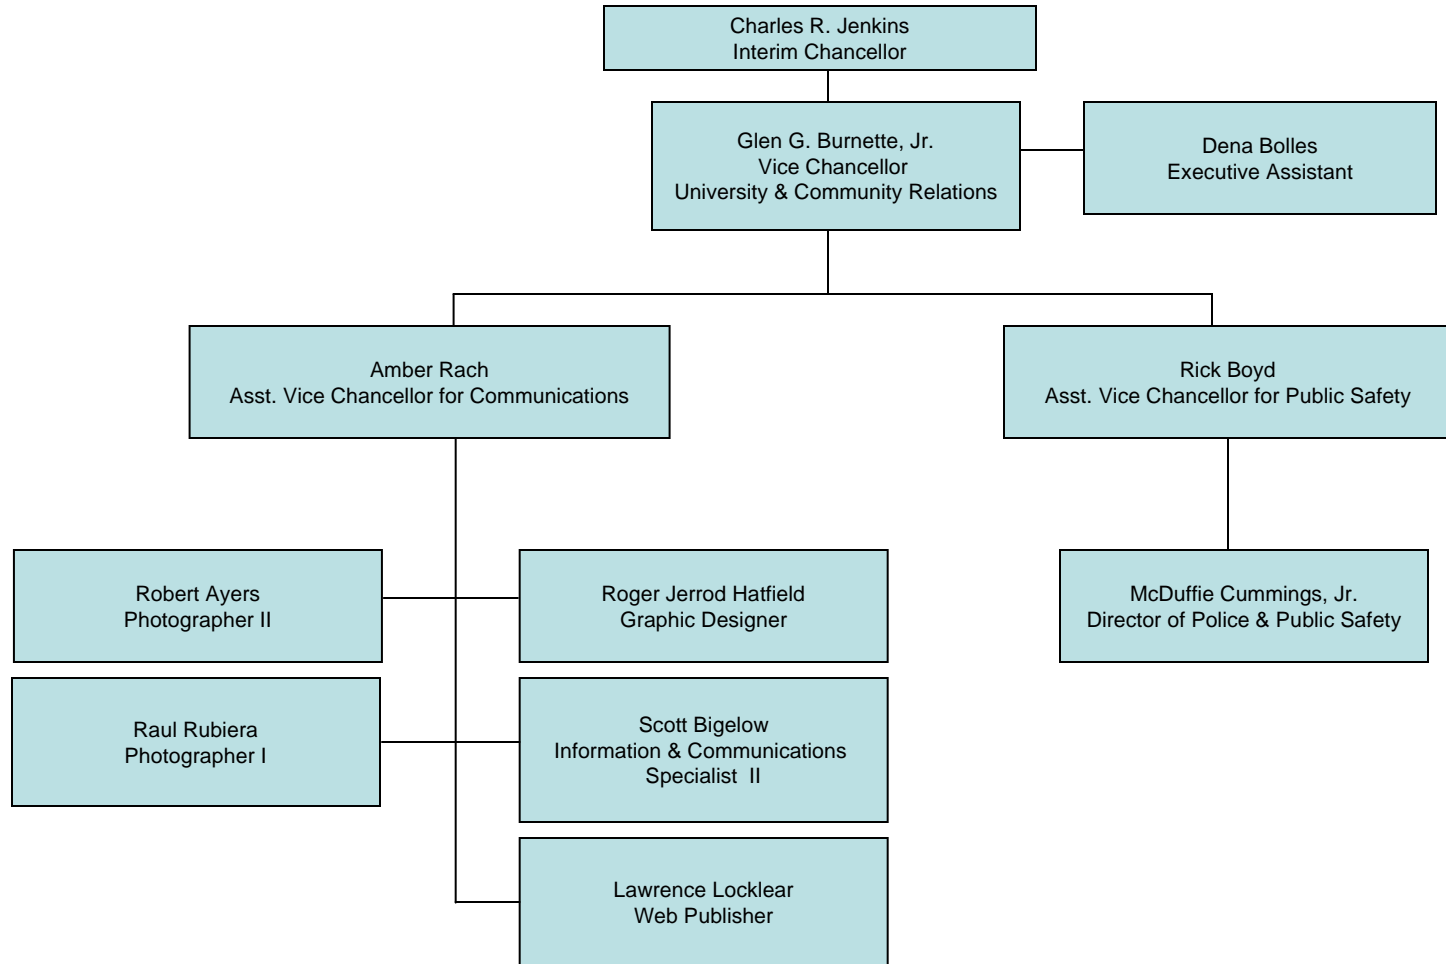 Charles R. Jenkins
Interim Chancellor
Glen G. Burnette, Jr.
Vice Chancellor
University & Community Relations
Dena Bolles
Executive Assistant
Amber Rach
Asst. Vice Chancellor for Communications
Rick Boyd
Asst. Vice Chancellor for Public Safety
Robert Ayers
Photographer II
Roger Jerrod Hatfield
Graphic Designer
McDuffie Cummings, Jr.
Director of Police & Public Safety
Raul Rubiera
Photographer I
Scott Bigelow
Information & Communications
Specialist  II
Lawrence Locklear
Web Publisher